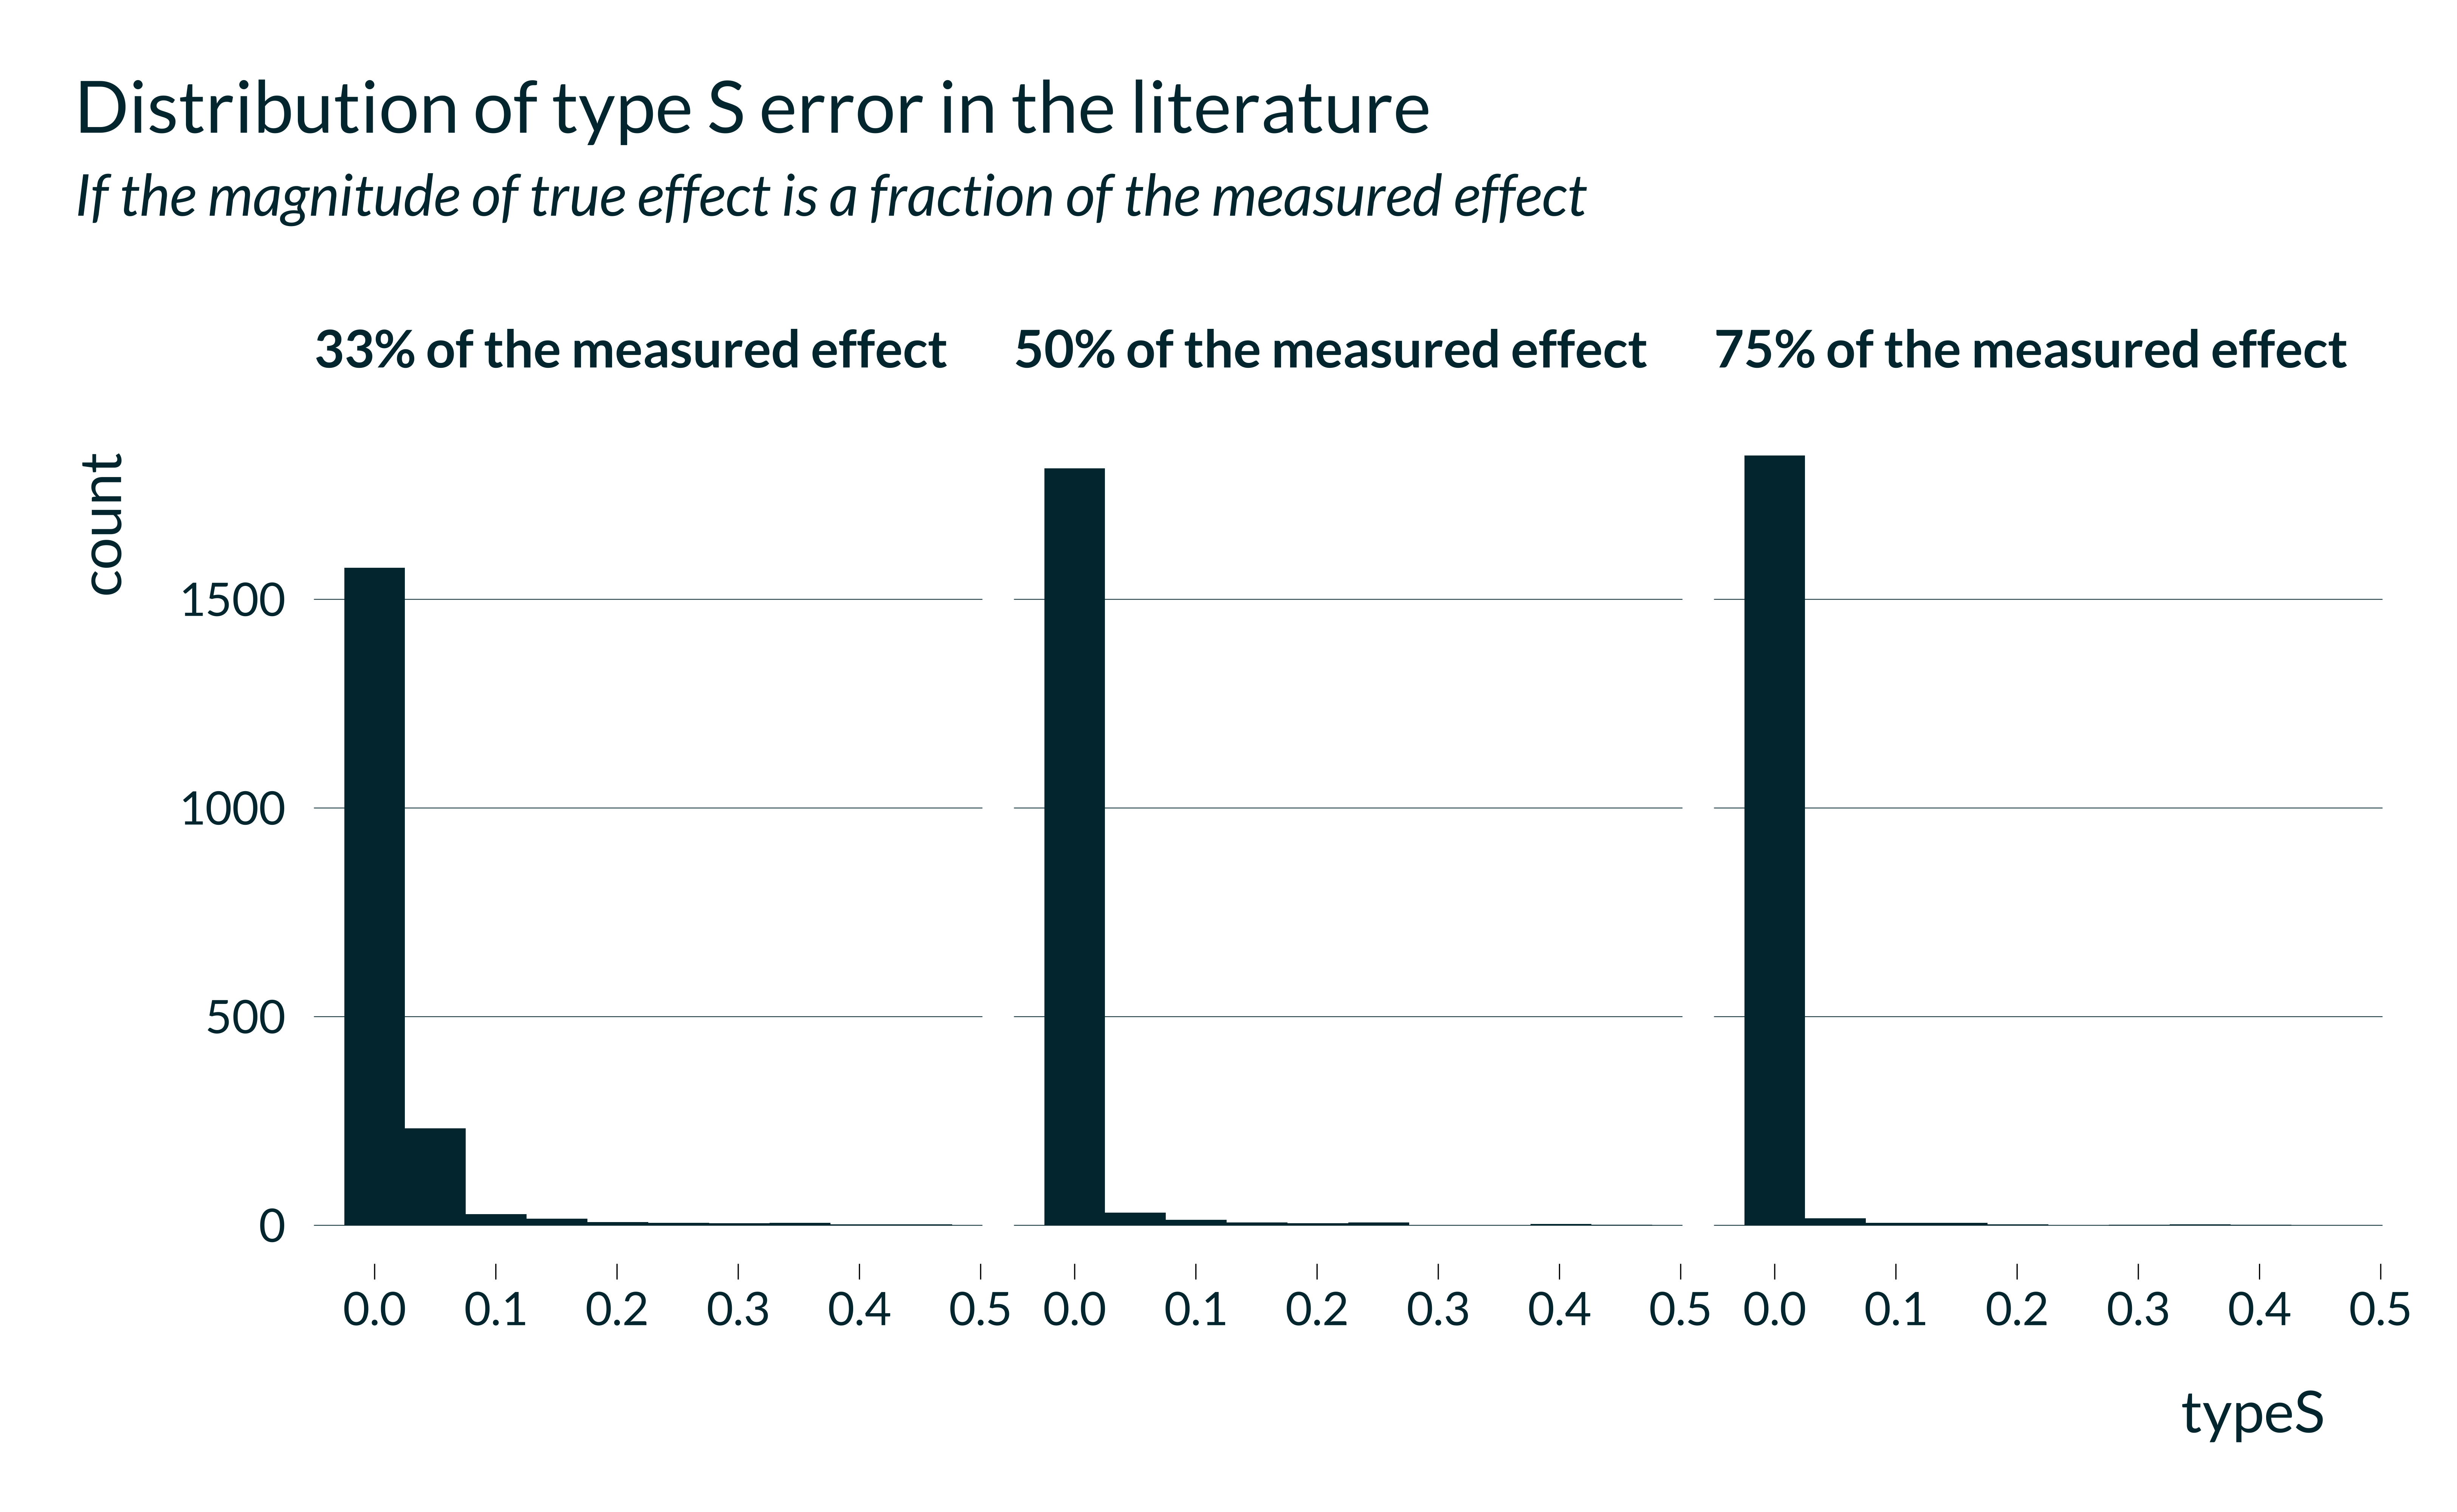 Distribution of type S error in the literature
If the magnitude of true effect is a fraction of the measured effect
33% of the measured effect
50% of the measured effect
75% of the measured effect
count
1500
1000
500
0
0.0 0.1 0.2 0.3 0.4 0.5
0.0 0.1 0.2 0.3 0.4 0.5
0.0 0.1 0.2 0.3 0.4 0.5
typeS